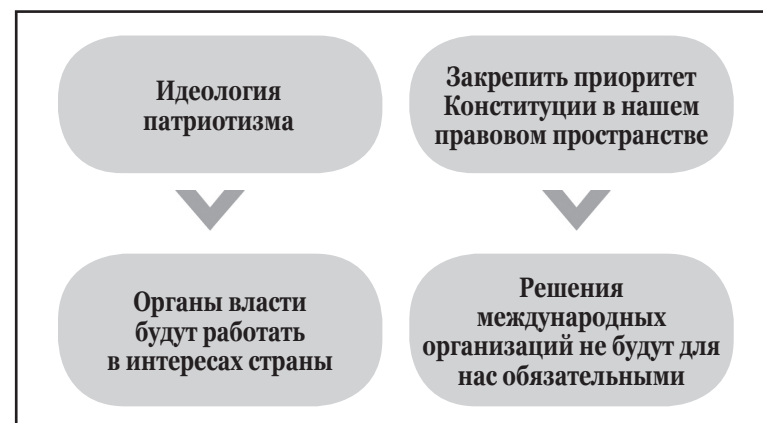 Идеология
патриотизма
Закрепить приоритет
Конституции в нашем
правовом пространстве
Органы власти
будут работать
в интересах страны
Решения
международных
организаций не будут для
нас обязательными